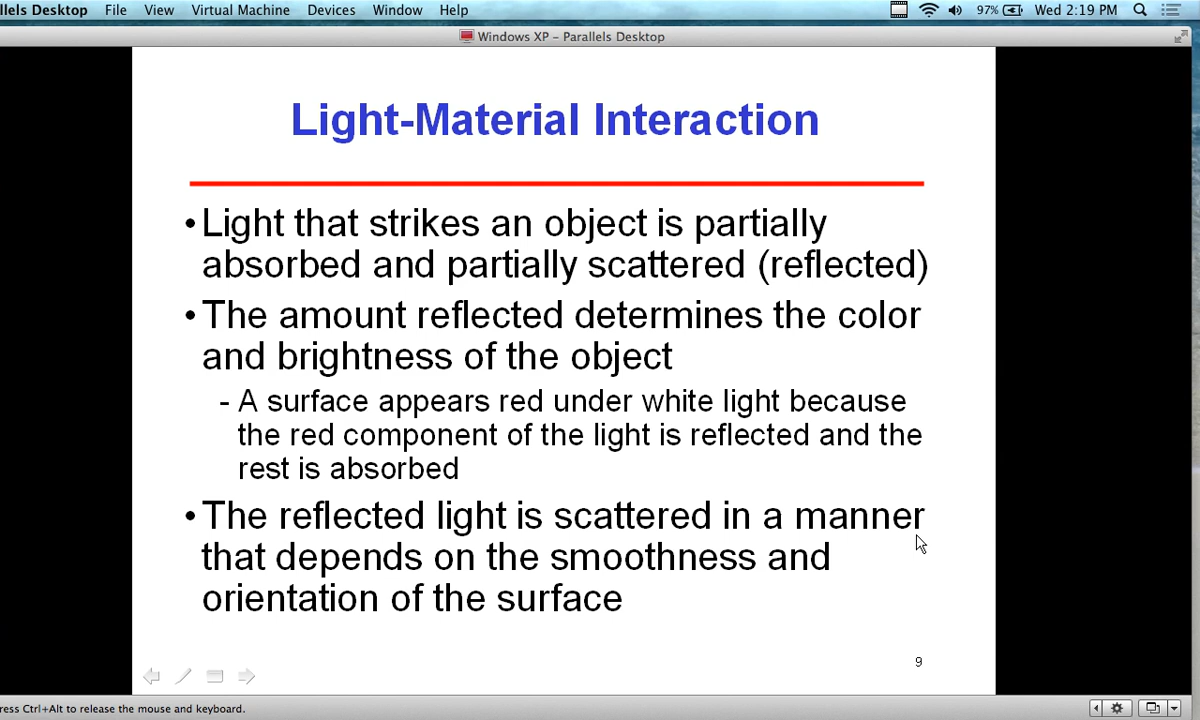 llels Desktop File View Virtual Machine Devices Window Help 97% Wed 2:19 PM
Windows XP – Parallels Desktop
Light-Material Interaction
• Light that strikes an object is partially
absorbed and partially scattered (reflected)
• The amount reflected determines the color
and brightness of the object
- A surface appears red under white light because
the red component of the light is reflected and the
rest is absorbed
• The reflected light is scattered in a manner
that depends on the smoothness and
orientation of the surface
9
ress Ctrl+Alt to release the mouse and keyboard.